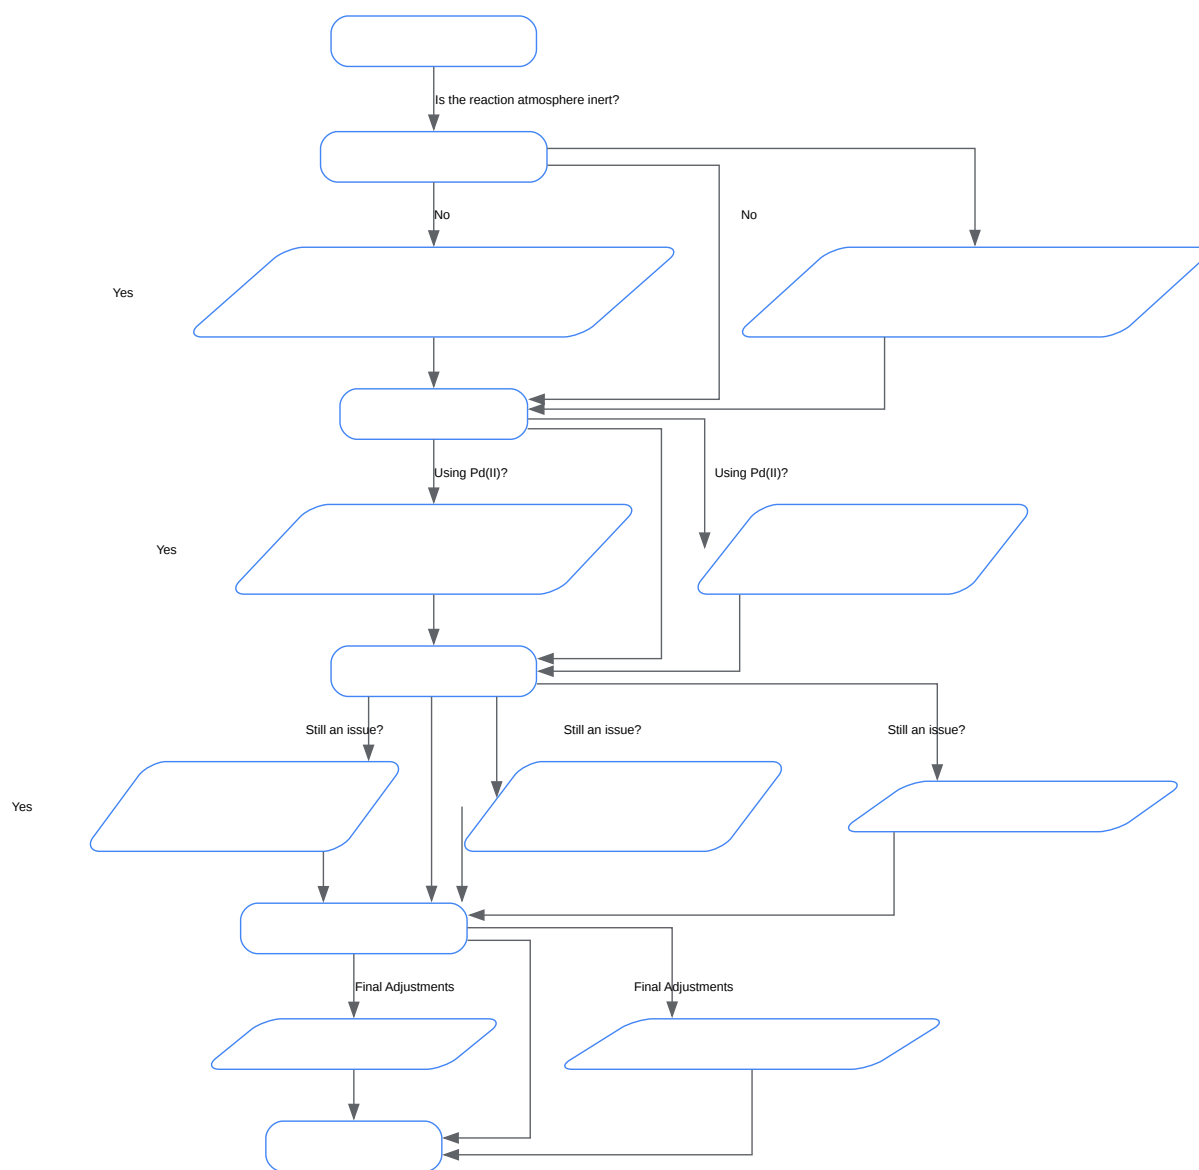 Is the reaction atmosphere inert?
No
No
Yes
Using Pd(II)?
Using Pd(II)?
Yes
Still an issue?
Still an issue?
Still an issue?
Yes
Final Adjustments
Final Adjustments